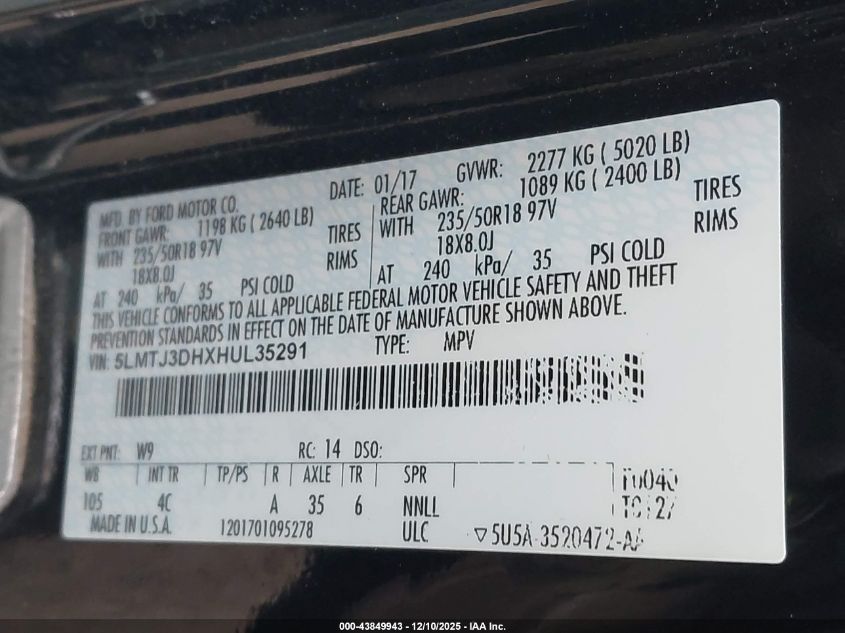 MFD. BY FORD MOTOR CO. DATE: 01/17 GVWR: 2277 KG ( 5020 LB)
FRONT GAWR: 1198 KG ( 2640 LB) REAR GAWR: 1089 KG ( 2400 LB)
WITH 235/50R18 97V TIRES WITH 235/50R18 97V TIRES
18X8.0J RIMS 18X8.0J RIMS
AT 240 kPa/ 35 PSI COLD AT 240 kPa/ 35 PSI COLD
THIS VEHICLE CONFORMS TO ALL APPLICABLE FEDERAL MOTOR VEHICLE SAFETY AND THEFT
PREVENTION STANDARDS IN EFFECT ON THE DATE OF MANUFACTURE SHOWN ABOVE.
VIN: 5LMTJ3DHXHUL35291 TYPE: MPV
EXT PNT: W9 RC: 14 DSO:
WB INT TR TP/PS R AXLE TR SPR
105 4C A 35 6 NNLL
MADE IN U.S.A. 1201701095278 ULC 5U5A-3520472-
000-43849943 - 12/10/2025 - IAA Inc.